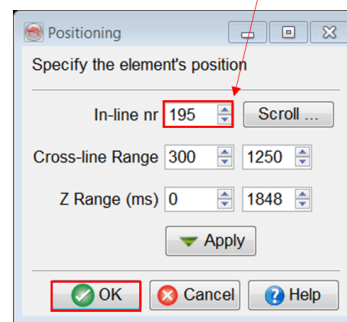 Positioning
Specify the element's position
In-line nr 195 Scroll ...
Cross-line Range 300 1250
Z Range (ms) 0 1848
Apply
OK Cancel Help